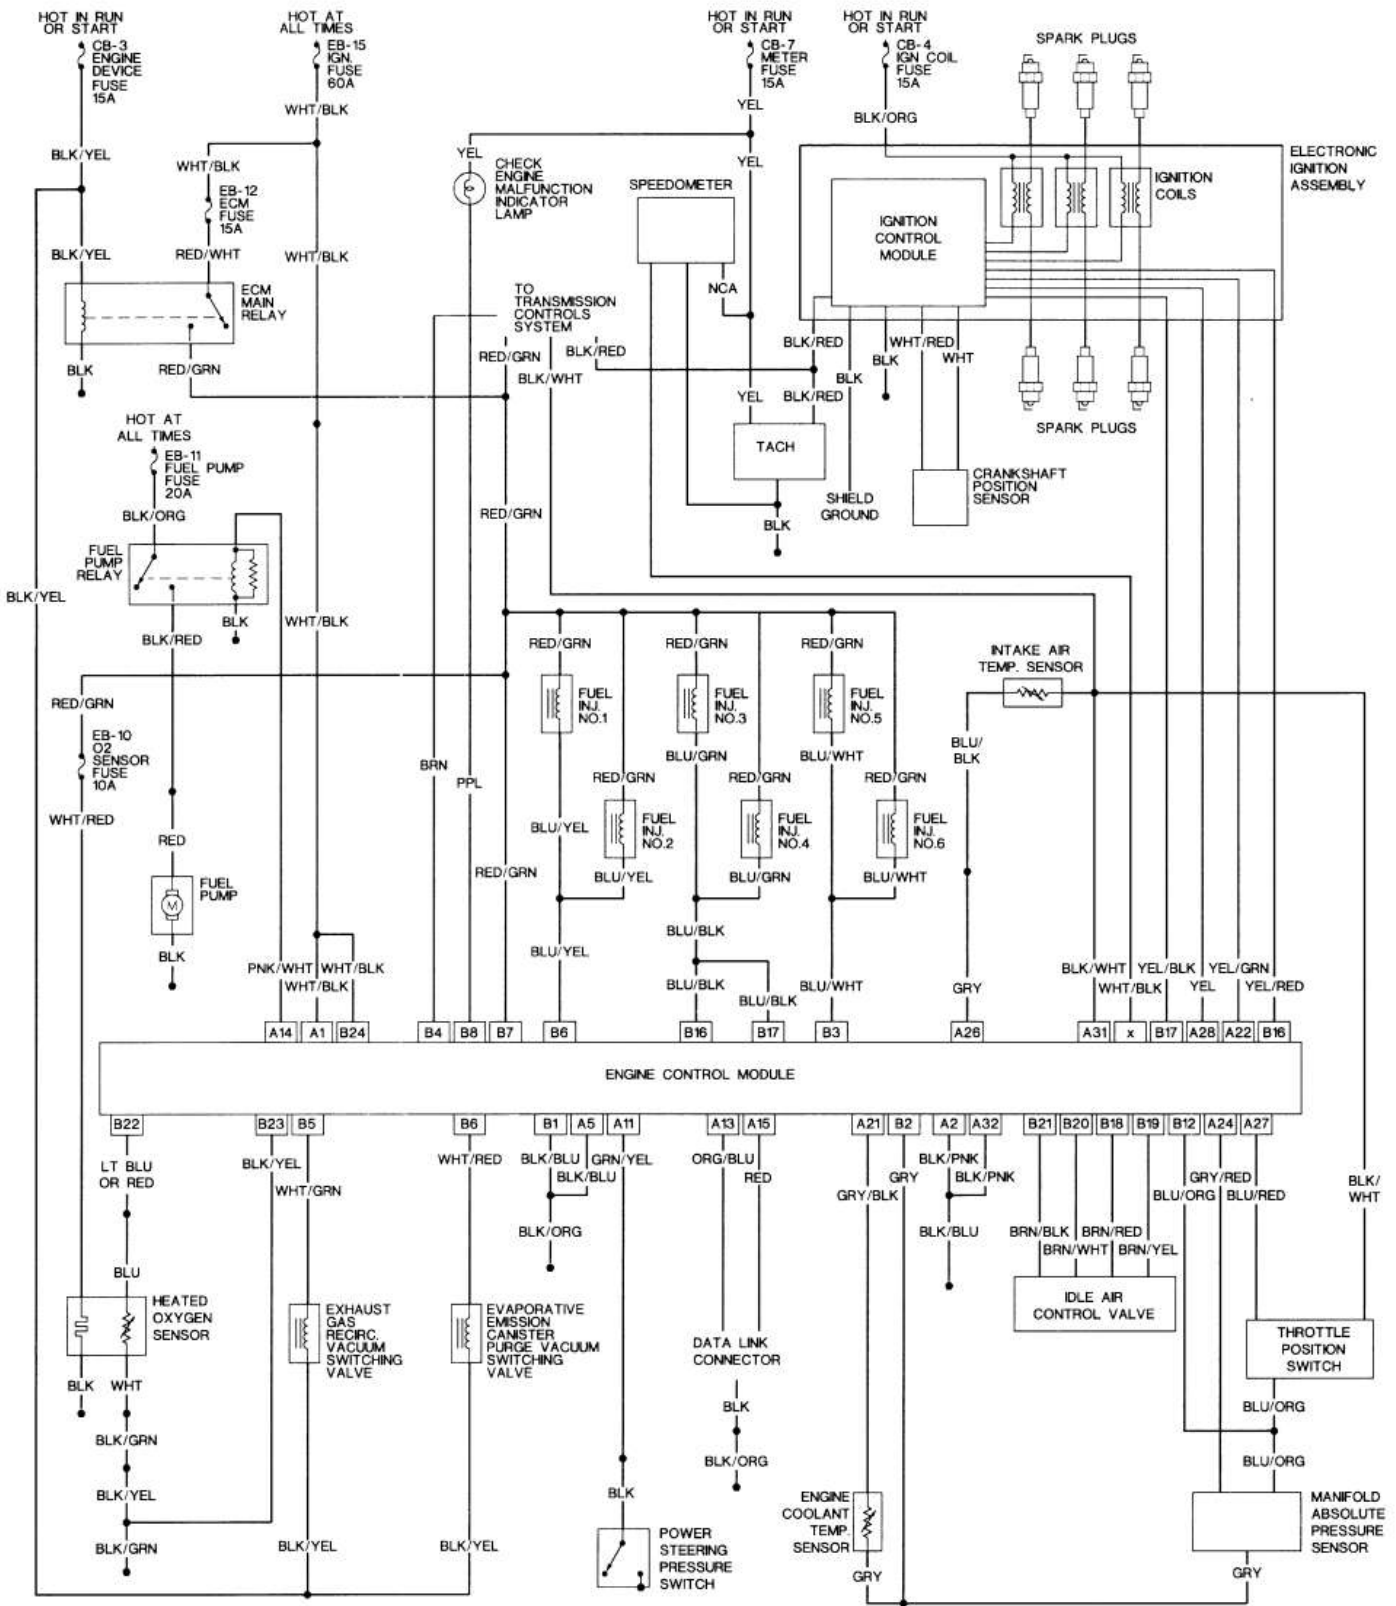 HOT IN RUN
OR START
CB-3
ENGINE
DEVICE
FUSE
15A
HOT AT
ALL TIMES
EB-15
IGN.
FUSE
60A
WHT/BLK
HOT IN RUN
OR START
CB-7
METER
FUSE
15A
YEL
HOT IN RUN
OR START
CB-4
IGN COIL
FUSE
15A
BLK/ORG
SPARK PLUGS
BLK/YEL
WHT/BLK
EB-12
ECM
FUSE
15A
YEL
CHECK
ENGINE
MALFUNCTION
INDICATOR
LAMP
YEL
SPEEDOMETER
ELECTRONIC
IGNITION
ASSEMBLY
IGNITION
COILS
IGNITION
CONTROL
MODULE
BLK/YEL
RED/WHT
WHT/BLK
ECM
MAIN
RELAY
TO
TRANSMISSION
CONTROLS
SYSTEM
NCA
BLK
RED/GRN
RED/GRN
BLK/RED
BLK/WHT
BLK/RED
BLK
BLK
WHT/RED
WHT
YEL
BLK/RED
SPARK PLUGS
HOT AT
ALL TIMES
EB-11
FUEL PUMP
FUSE
20A
TACH
CRANKSHAFT
POSITION
SENSOR
SHIELD
GROUND
BLK/ORG
RED/GRN
BLK
FUEL
PUMP
RELAY
BLK/YEL
BLK/RED
BLK
WHT/BLK
RED/GRN
RED/GRN
RED/GRN
INTAKE AIR
TEMP. SENSOR
RED/GRN
FUEL
INJ.
NO.1
FUEL
INJ.
NO.3
FUEL
INJ.
NO.5
EB-10
O2
SENSOR
FUSE
10A
BRN
PPL
BLU/GRN
BLU/WHT
BLU/
BLK
RED/GRN
RED/GRN
RED/GRN
WHT/RED
RED
BLU/YEL
FUEL
INJ.
NO.2
FUEL
INJ.
NO.4
FUEL
INJ.
NO.6
RED/GRN
BLU/YEL
BLU/GRN
BLU/WHT
FUEL
PUMP
M
BLK
BLU/YEL
BLU/BLK
PNK/WHT
WHT/BLK
WHT/BLK
BLU/BLK
BLU/BLK
BLU/WHT
GRY
BLK/WHT
YEL/BLK
YEL/GRN
WHT/BLK
YEL
YEL/RED
A14
A1
B24
B4
B8
B7
B6
B16
B17
B3
A26
A31
x
B17
A28
A22
B16
ENGINE CONTROL MODULE
B22
B23
B5
B6
B1
A5
A11
A13
A15
A21
B2
A2
A32
B21
B20
B18
B19
B12
A24
A27
LT BLU
OR RED
BLK/YEL
WHT/GRN
WHT/RED
BLK/BLU
GRN/YEL
BLK/BLU
ORG/BLU
RED
GRY/BLK
GRY
BLK/PNK
BLK/PNK
GRY/RED
BLU/ORG
BLU/RED
BLK/
WHT
BLK/ORG
BLK/BLU
BRN/BLK
BRN/RED
BRN/WHT
BRN/YEL
BLU
HEATED
OXYGEN
SENSOR
EXHAUST
GAS
RECIRC.
VACUUM
SWITCHING
VALVE
EVAPORATIVE
EMISSION
CANISTER
PURGE VACUUM
SWITCHING
VALVE
DATA LINK
CONNECTOR
IDLE AIR
CONTROL VALVE
THROTTLE
POSITION
SWITCH
BLK
WHT
BLK
BLU/ORG
BLK/GRN
BLK/ORG
BLU/ORG
BLK/YEL
BLK
ENGINE
COOLANT
TEMP.
SENSOR
MANIFOLD
ABSOLUTE
PRESSURE
SENSOR
BLK/GRN
BLK/YEL
BLK/YEL
POWER
STEERING
PRESSURE
SWITCH
GRY
GRY